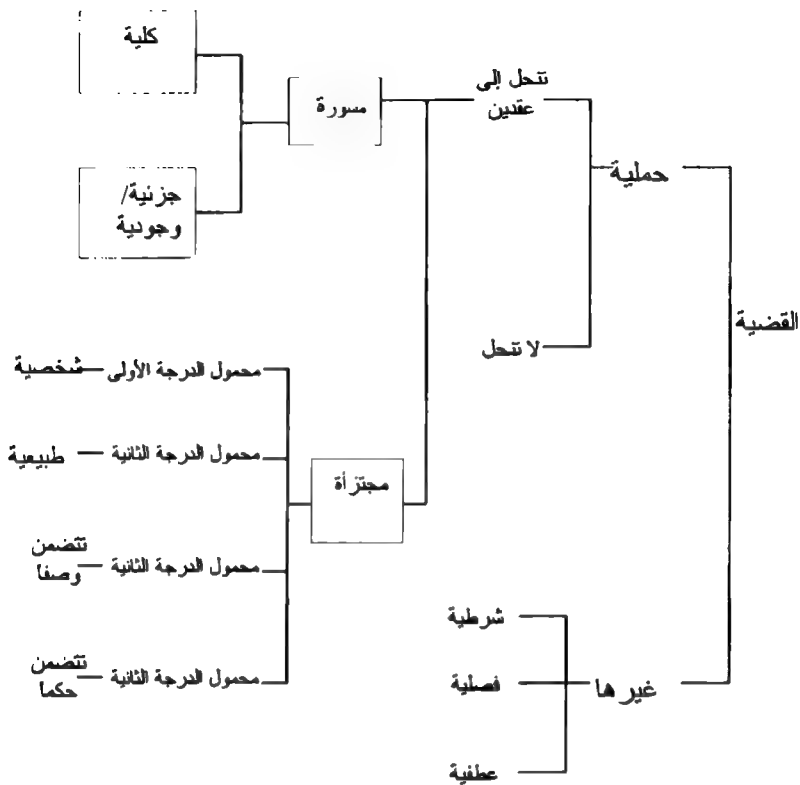 القضية
حملية
تنحل إلى
عقدين
مسورة
كلية
جزئية/
وجودية
مجتزأة
محمول الدرجة الأولى – شخصية
محمول الدرجة الثانية – طبيعية
محمول الدرجة الثانية – تتضمن
وصفا
محمول الدرجة الثانية – تتضمن
حكما
لا تنحل
غيرها
شرطية
فصلية
عطفية